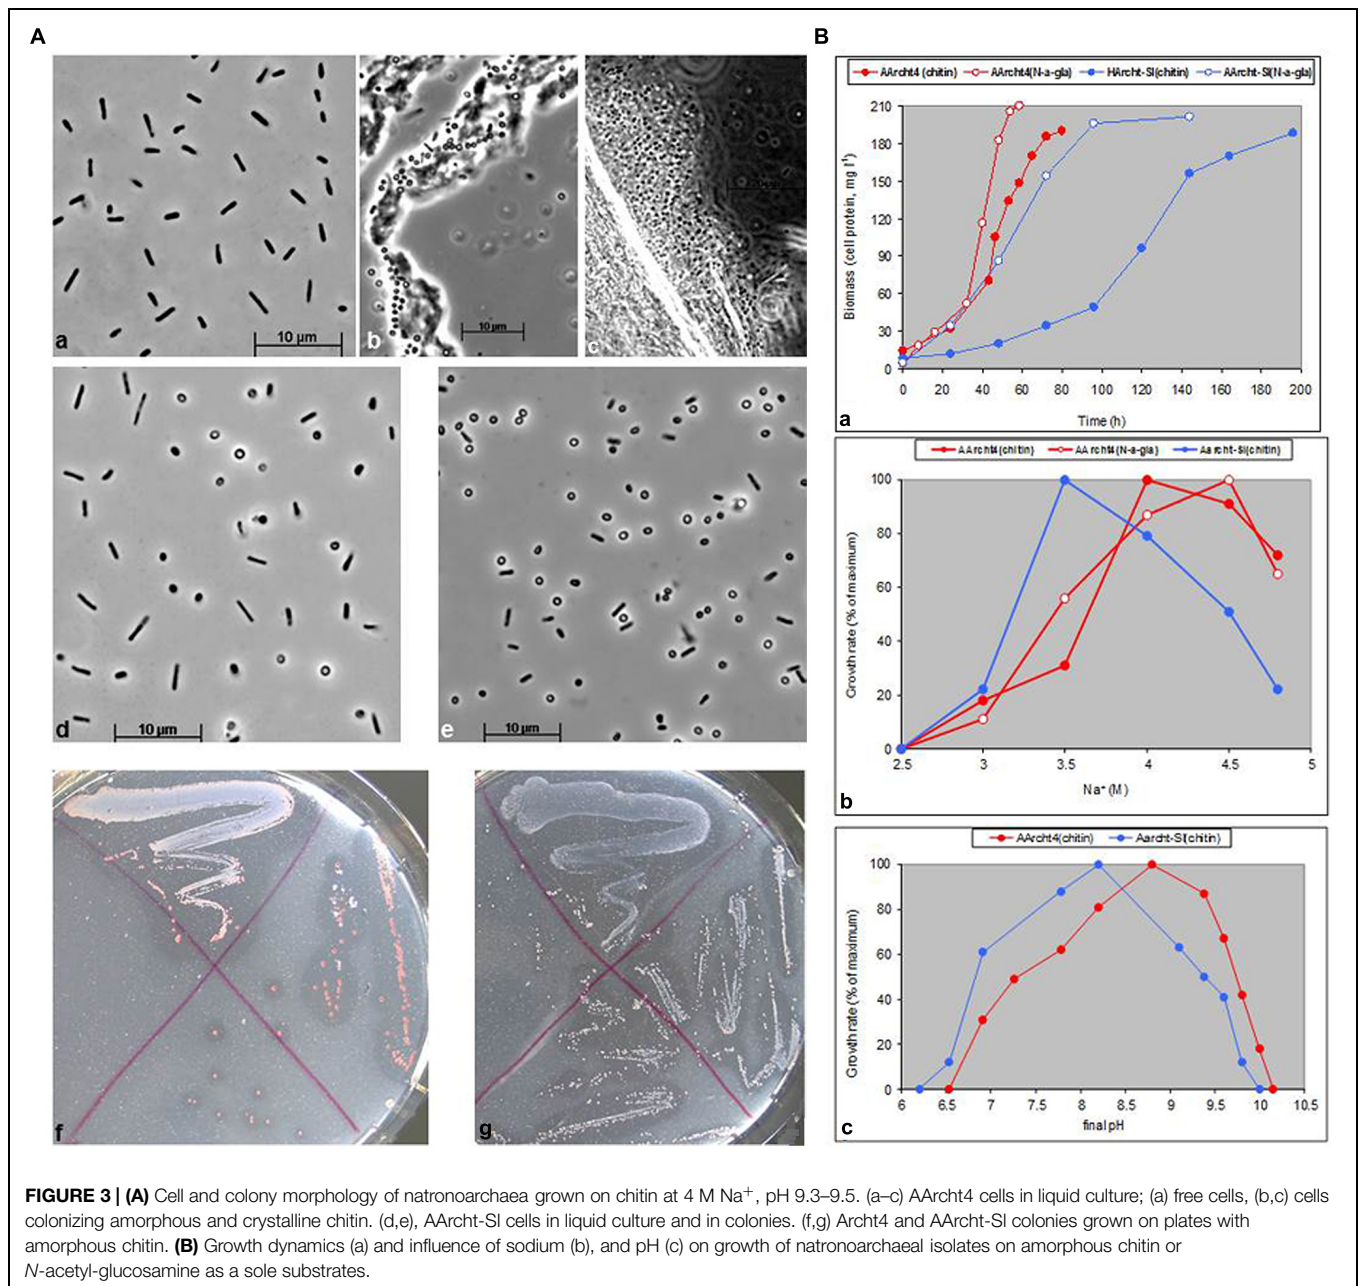 A
B
a
10 µm
b
10 µm
c
d
10 µm
e
10 µm
f
g
AArcht4 (chitin) AArcht4(N-a-gla) HArcht-Sl(chitin) AArcht-Sl(N-a-gla)
Biomass (cell protein, mg l¹)
210
180
150
120
90
60
30
0
0 20 40 60 80 100 120 140 160 180 200
Time (h)
a
AArcht4(chitin) AArcht4(N-a-gla) Aarcht-Sl(chitin)
Growth rate (% of maximum)
100
80
60
40
20
0
2.5 3 3.5 4 4.5 5
Na⁺ (M)
b
AArcht4(chitin) Aarcht-Sl(chitin)
Growth rate (% of maximum)
100
80
60
40
20
0
6 6.5 7 7.5 8 8.5 9 9.5 10 10.5
final pH
c
FIGURE 3 | (A) Cell and colony morphology of natronoarchaea grown on chitin at 4 M Na⁺, pH 9.3–9.5. (a–c) AArcht4 cells in liquid culture; (a) free cells, (b,c) cells
colonizing amorphous and crystalline chitin. (d,e), AArcht-Sl cells in liquid culture and in colonies. (f,g) Archt4 and AArcht-Sl colonies grown on plates with
amorphous chitin. (B) Growth dynamics (a) and influence of sodium (b), and pH (c) on growth of natronoarchaeal isolates on amorphous chitin or
N-acetyl-glucosamine as a sole substrates.